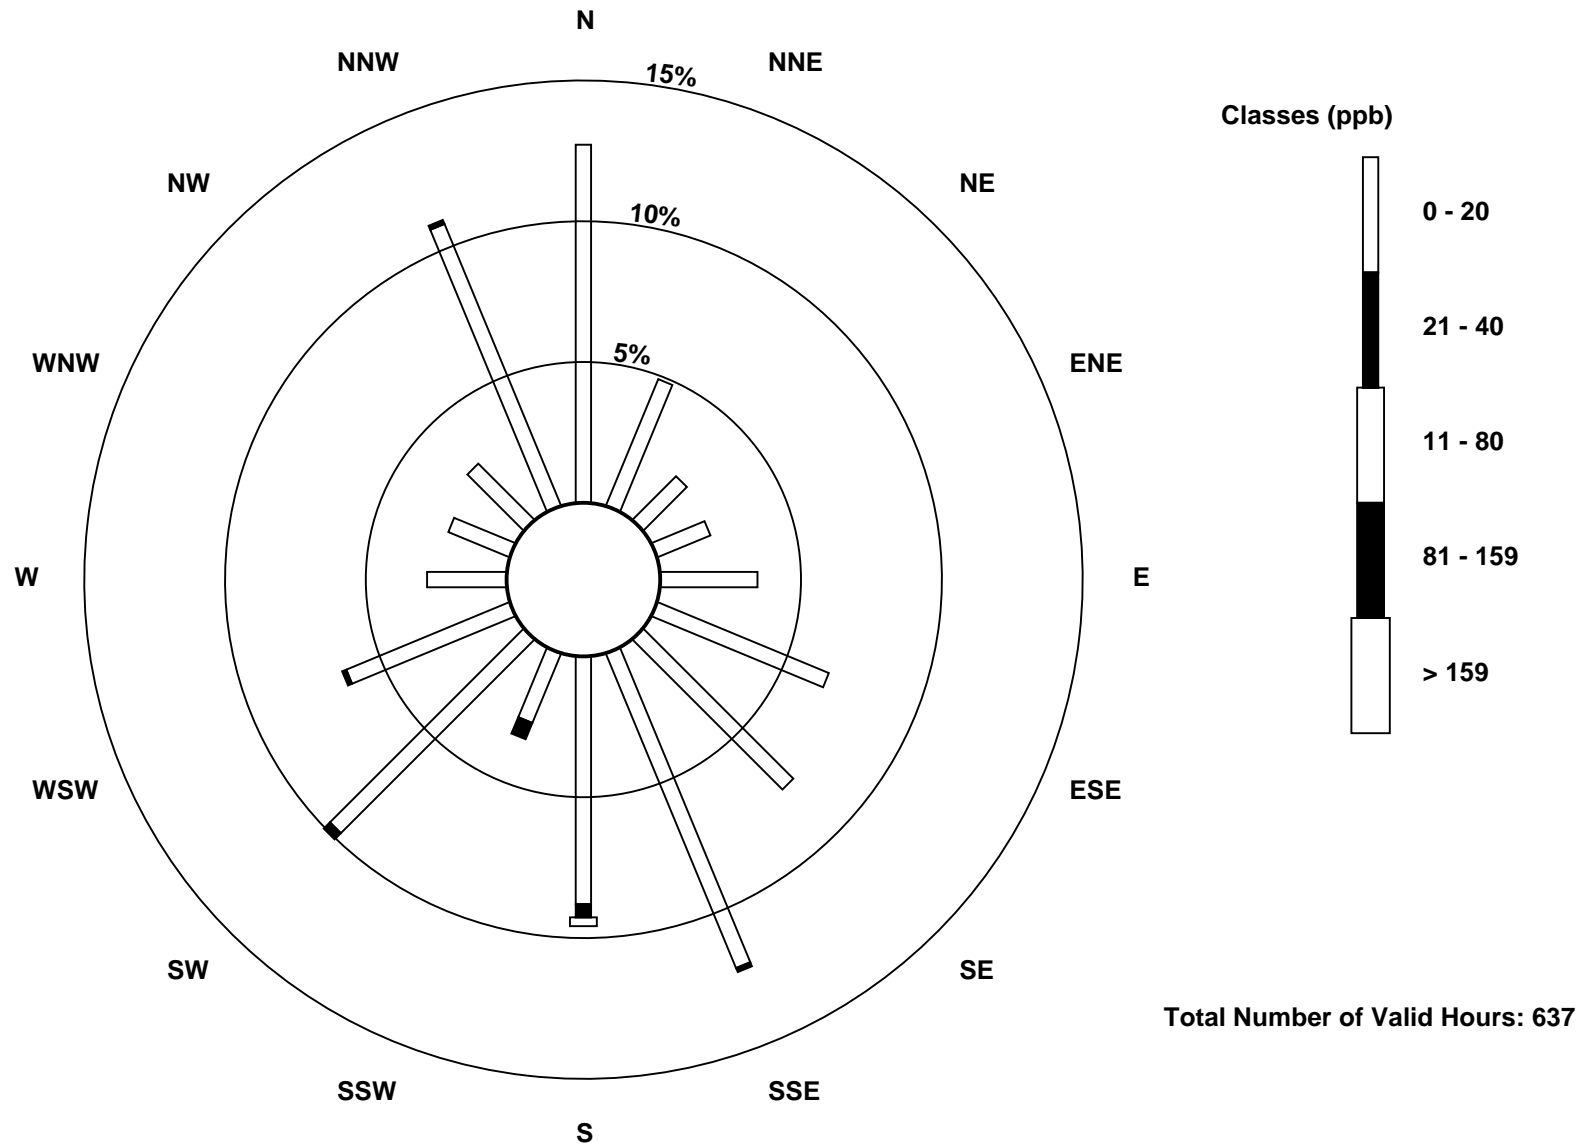 N
NNW
NNE
15%
Classes (ppb)
NW
NE
10%
0 - 20
21 - 40
5%
WNW
ENE
11 - 80
81 - 159
W
E
> 159
WSW
ESE
SW
SE
Total Number of Valid Hours: 637
SSW
SSE
S